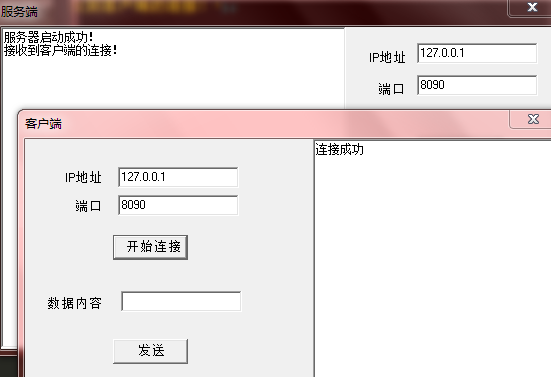 服务端
服务器启动成功!
接收到客户端的连接!
IP地址 127.0.0.1
端口 8090
客户端
IP地址 127.0.0.1
端口 8090
开始连接
数据内容
发送
连接成功